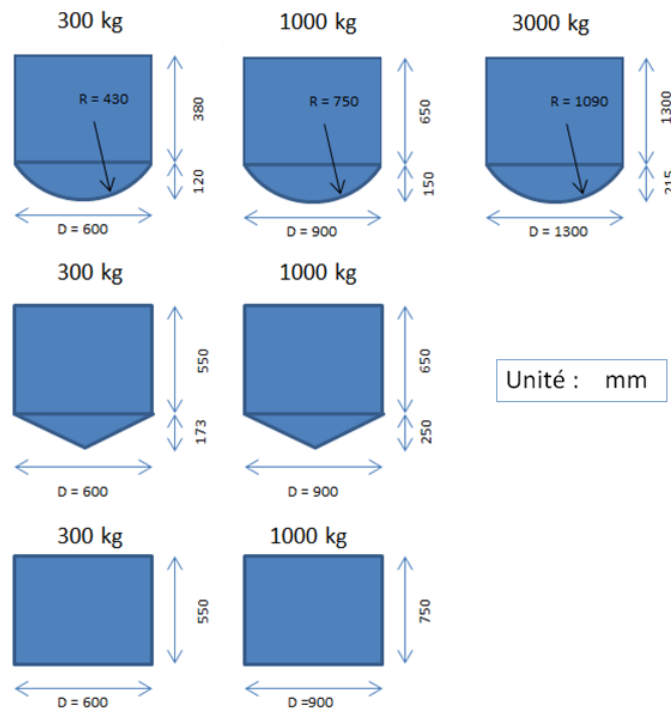 300 kg
1000 kg
3000 kg
R = 430
380
120
D = 600
R = 750
650
150
D = 900
R = 1090
1300
215
D = 1300
300 kg
1000 kg
550
173
D = 600
650
250
D = 900
Unité : mm
300 kg
1000 kg
550
D = 600
750
D =900